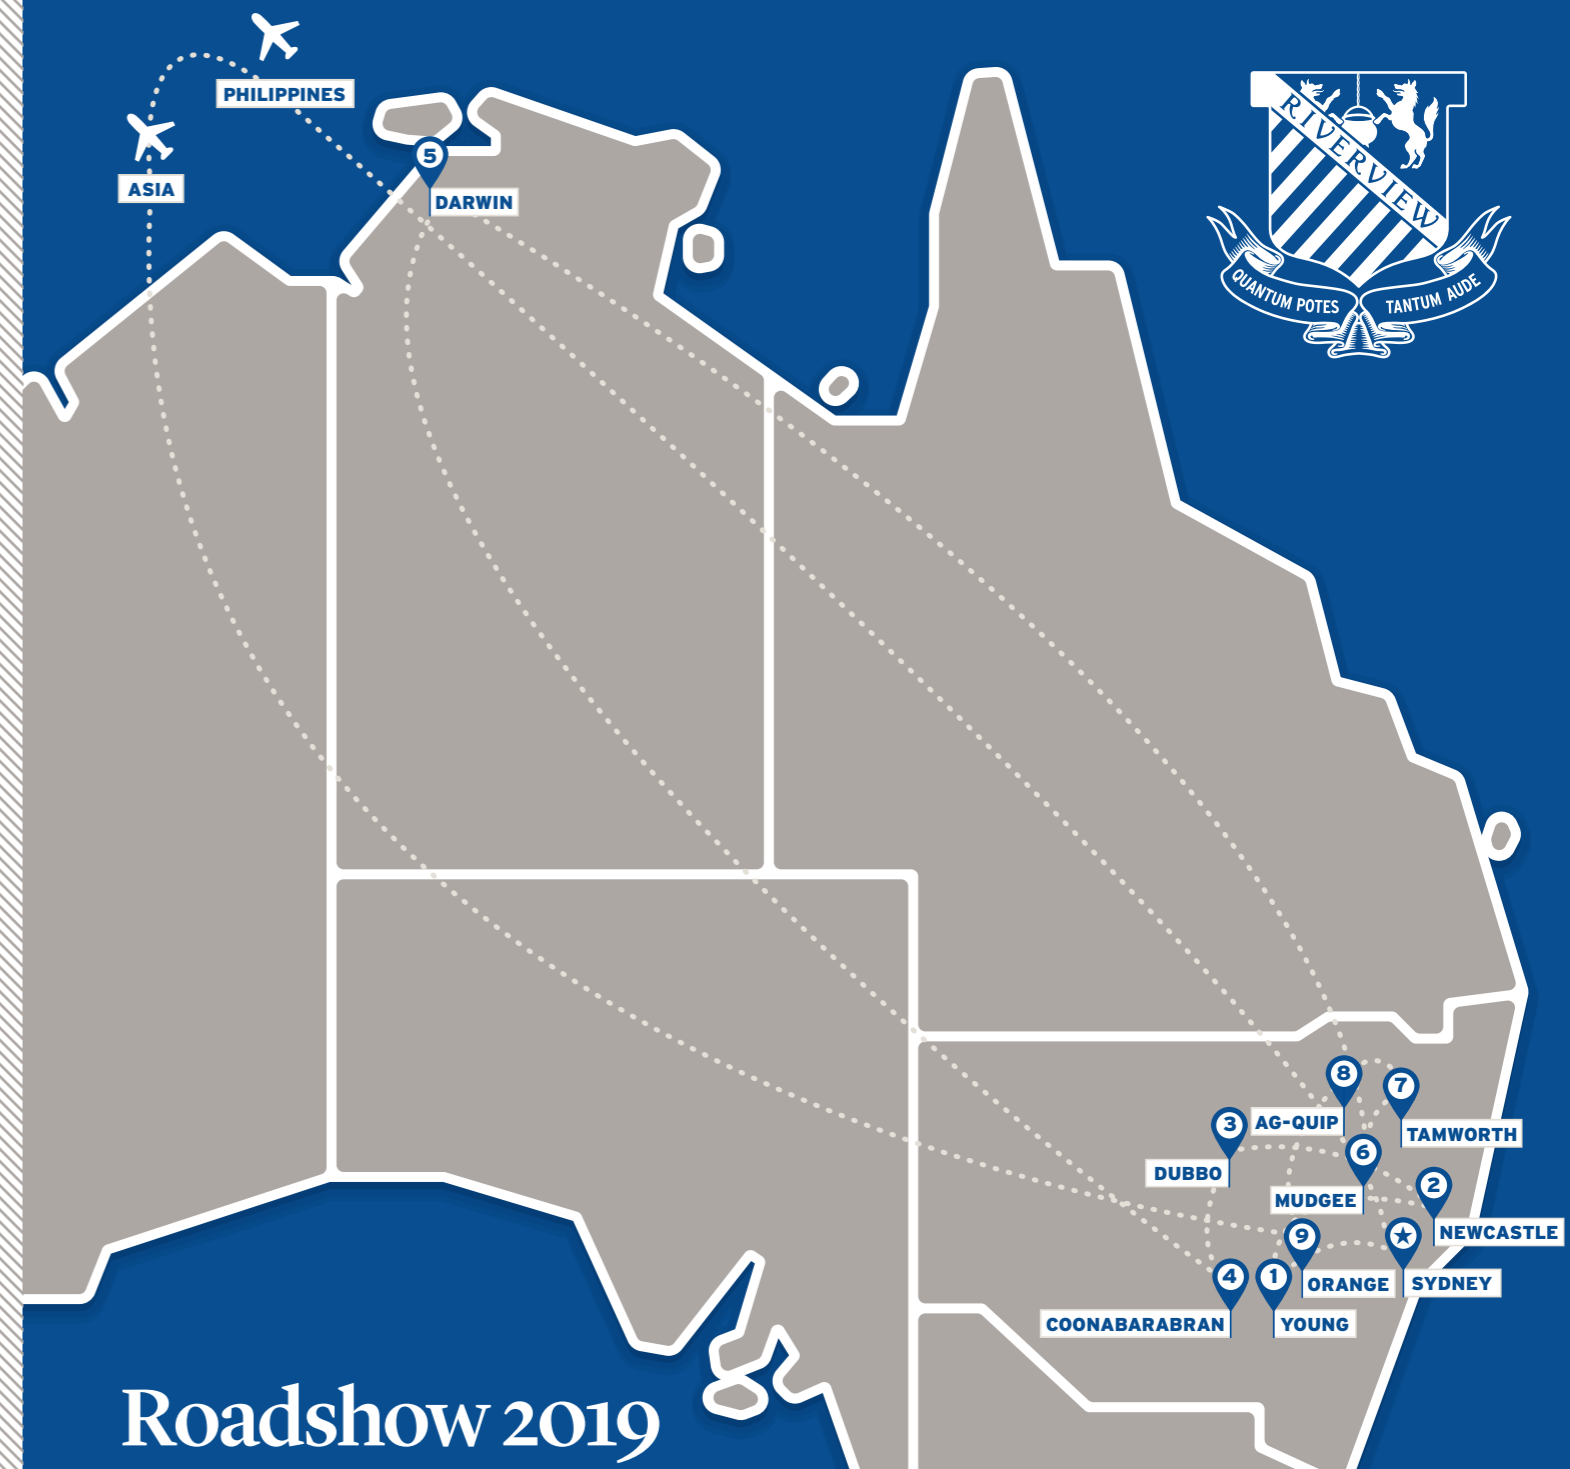 PHILIPPINES
ASIA
5
DARWIN
RIVERVIEW
QUANTUM POTES
TANTUM AUDE
8
7
3
AG-QUIP
TAMWORTH
6
DUBBO
2
MUDGEE
NEWCASTLE
9
4
1
ORANGE
SYDNEY
COONABARABRAN
YOUNG
Roadshow 2019